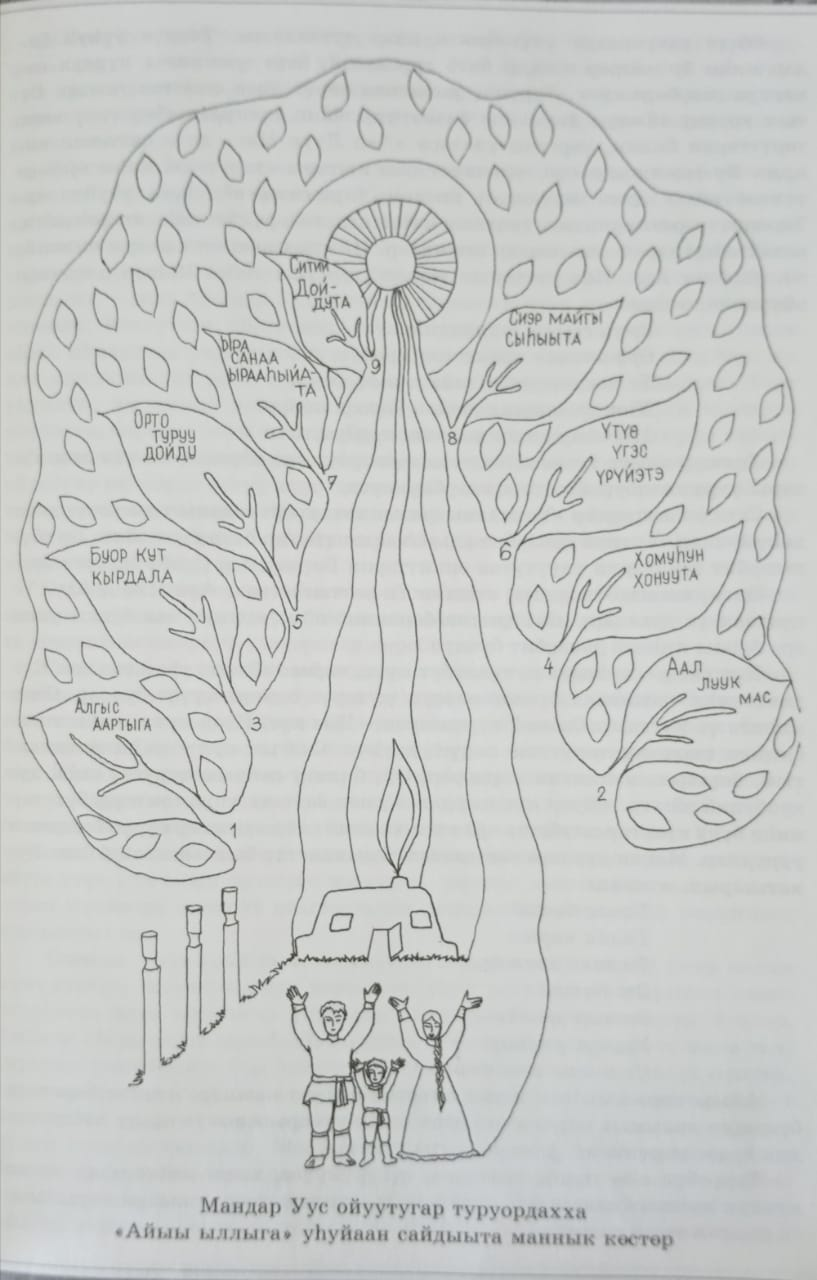 Ситии
Дой-
дута
9
Сиэр майгы
сыһыыта
8
Ыра
санаа
ырааһыйа-
та
7
Орто
туруу
дойду
5
Үтүө
үгэс
үрүйэтэ
6
Буор кут
кырдала
3
Хомуһун
хонуута
4
Алгыс
аартыга
1
Аал
луук
мас
2
Мандар Уус ойуутугар туруордахха
«Айыы ыллыга» уһуйаан сайдыыта маннык көстөр